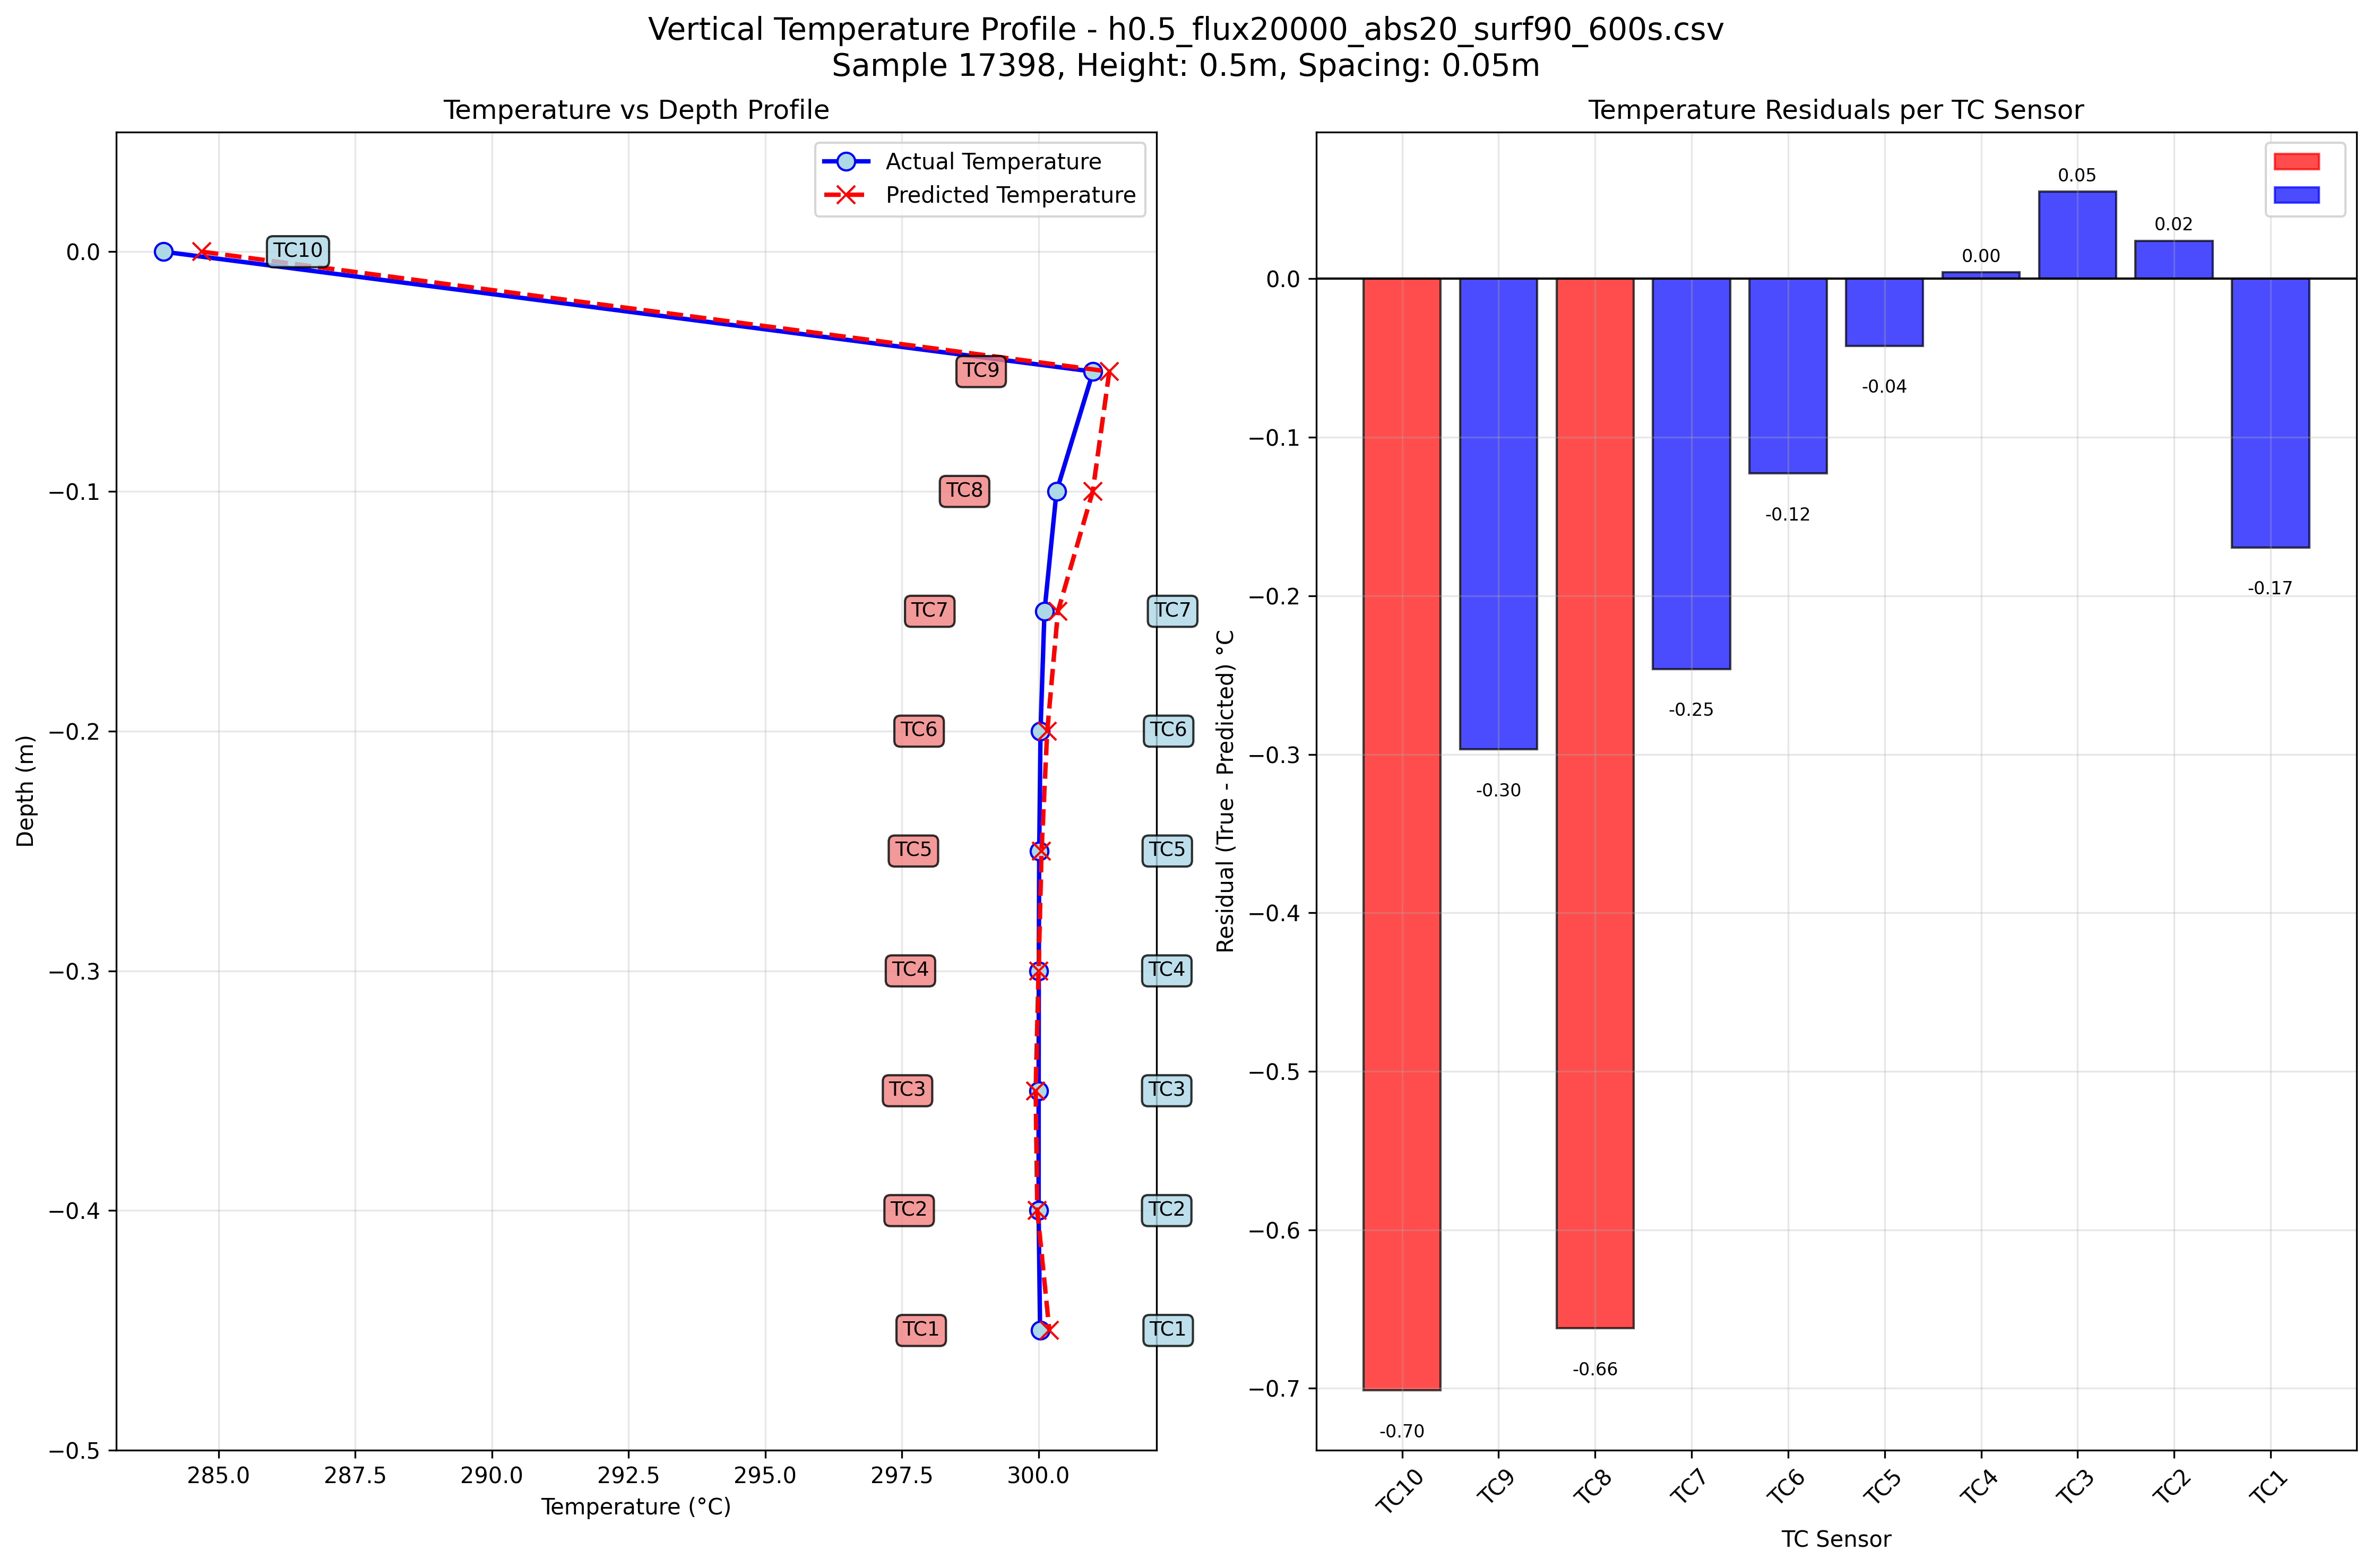 Vertical Temperature Profile - h0.5_flux20000_abs20_surf90_600s.csv
Sample 17398, Height: 0.5m, Spacing: 0.05m
Temperature vs Depth Profile
Actual Temperature
Predicted Temperature
TC10
TC9
TC8
TC7
TC7
TC6
TC6
TC5
TC5
TC4
TC4
TC3
TC3
TC2
TC2
TC1
TC1
0.0
−0.1
−0.2
−0.3
−0.4
−0.5
Depth (m)
285.0
287.5
290.0
292.5
295.0
297.5
300.0
Temperature (°C)
Temperature Residuals per TC Sensor
0.0
−0.1
−0.2
−0.3
−0.4
−0.5
−0.6
−0.7
Residual (True - Predicted) °C
-0.70
-0.30
-0.66
-0.25
-0.12
-0.04
0.00
0.05
0.02
-0.17
TC10
TC9
TC8
TC7
TC6
TC5
TC4
TC3
TC2
TC1
TC Sensor